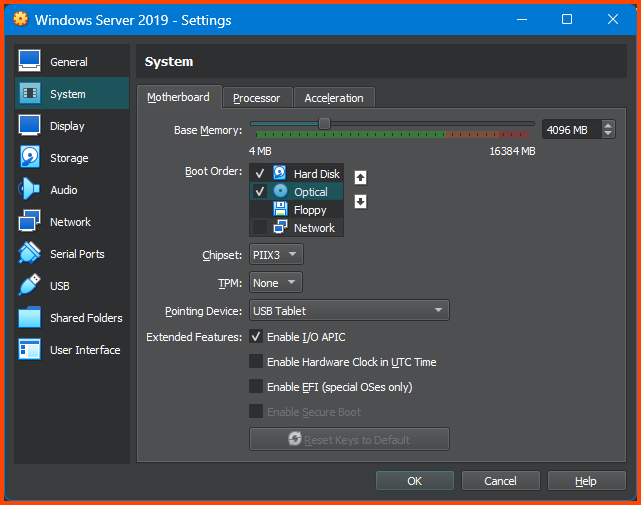 Windows Server 2019 - Settings
General
System
Display
Storage
Audio
Network
Serial Ports
USB
Shared Folders
User Interface
System
Motherboard Processor Acceleration
Base Memory: 4096 MB
4 MB 16384 MB
Boot Order: Hard Disk
Optical
Floppy
Network
Chipset: PIIX3
TPM: None
Pointing Device: USB Tablet
Extended Features: Enable I/O APIC
Enable Hardware Clock in UTC Time
Enable EFI (special OSes only)
Enable Secure Boot
Reset Keys to Default
OK Cancel Help